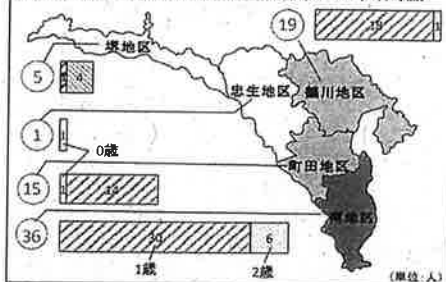 19
18 1
堺地区
5
4
忠生地区
鶴川地区
1
1
0歳
町田地区
15
1 14
南地区
36
30 6
1歳 2歳
(単位・人)